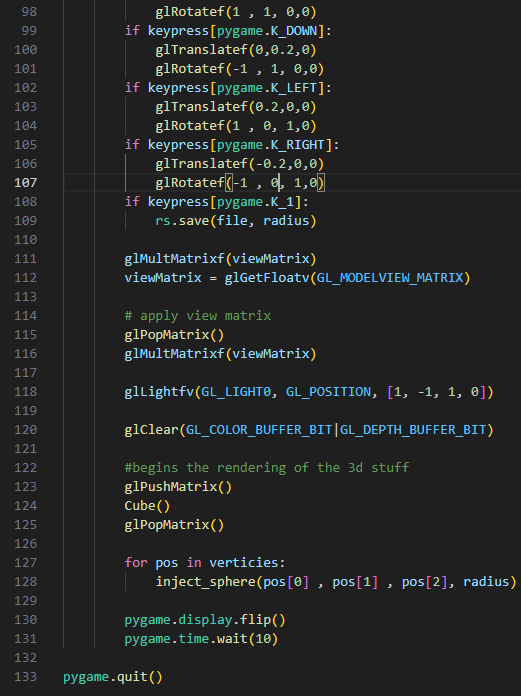 98 glRotatef(1 , 1, 0,0)
99 if keypress[pygame.K_DOWN]:
100 glTranslatef(0,0.2,0)
101 glRotatef(-1 , 1, 0,0)
102 if keypress[pygame.K_LEFT]:
103 glTranslatef(0.2,0,0)
104 glRotatef(1 , 0, 1,0)
105 if keypress[pygame.K_RIGHT]:
106 glTranslatef(-0.2,0,0)
107 glRotatef(-1 , 0, 1,0)
108 if keypress[pygame.K_1]:
109 rs.save(file, radius)
110
111 glMultMatrixf(viewMatrix)
112 viewMatrix = glGetFloatv(GL_MODELVIEW_MATRIX)
113
114 # apply view matrix
115 glPopMatrix()
116 glMultMatrixf(viewMatrix)
117
118 glLightfv(GL_LIGHT0, GL_POSITION, [1, -1, 1, 0])
119
120 glClear(GL_COLOR_BUFFER_BIT|GL_DEPTH_BUFFER_BIT)
121
122 #begins the rendering of the 3d stuff
123 glPushMatrix()
124 Cube()
125 glPopMatrix()
126
127 for pos in verticies:
128 inject_sphere(pos[0] , pos[1] , pos[2], radius)
129
130 pygame.display.flip()
131 pygame.time.wait(10)
132
133 pygame.quit()